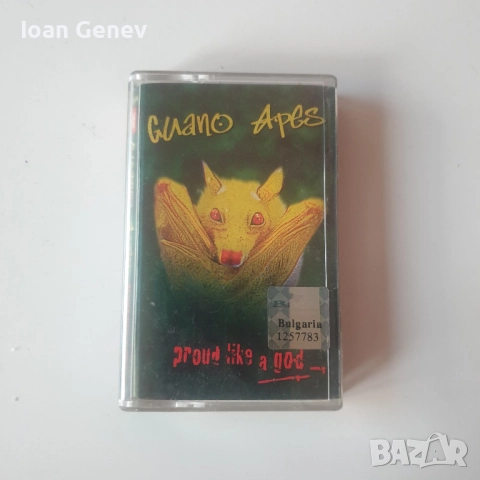 Ioan Genev
Guano Apes
Bulgaria
1257783
proud like a god
BAZAR